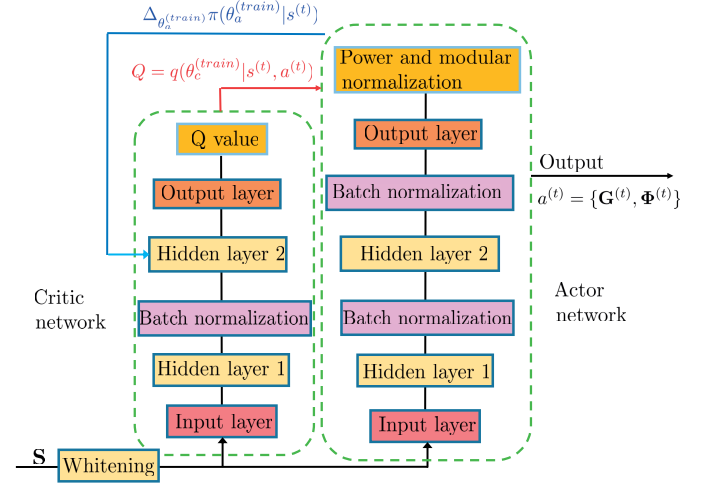 Δ_{θ_a^{(train)}} π(θ_a^{(train)}|s^{(t)})
Q = q(θ_c^{(train)}|s^{(t)}, a^{(t)})
Power and modular
normalization
Q value
Output layer
Hidden layer 2
Batch normalization
Hidden layer 1
Input layer
Output layer
Batch normalization
Hidden layer 2
Batch normalization
Hidden layer 1
Input layer
Output
a^{(t)} = {G^{(t)}, Φ^{(t)}}
Critic
network
Actor
network
S
Whitening